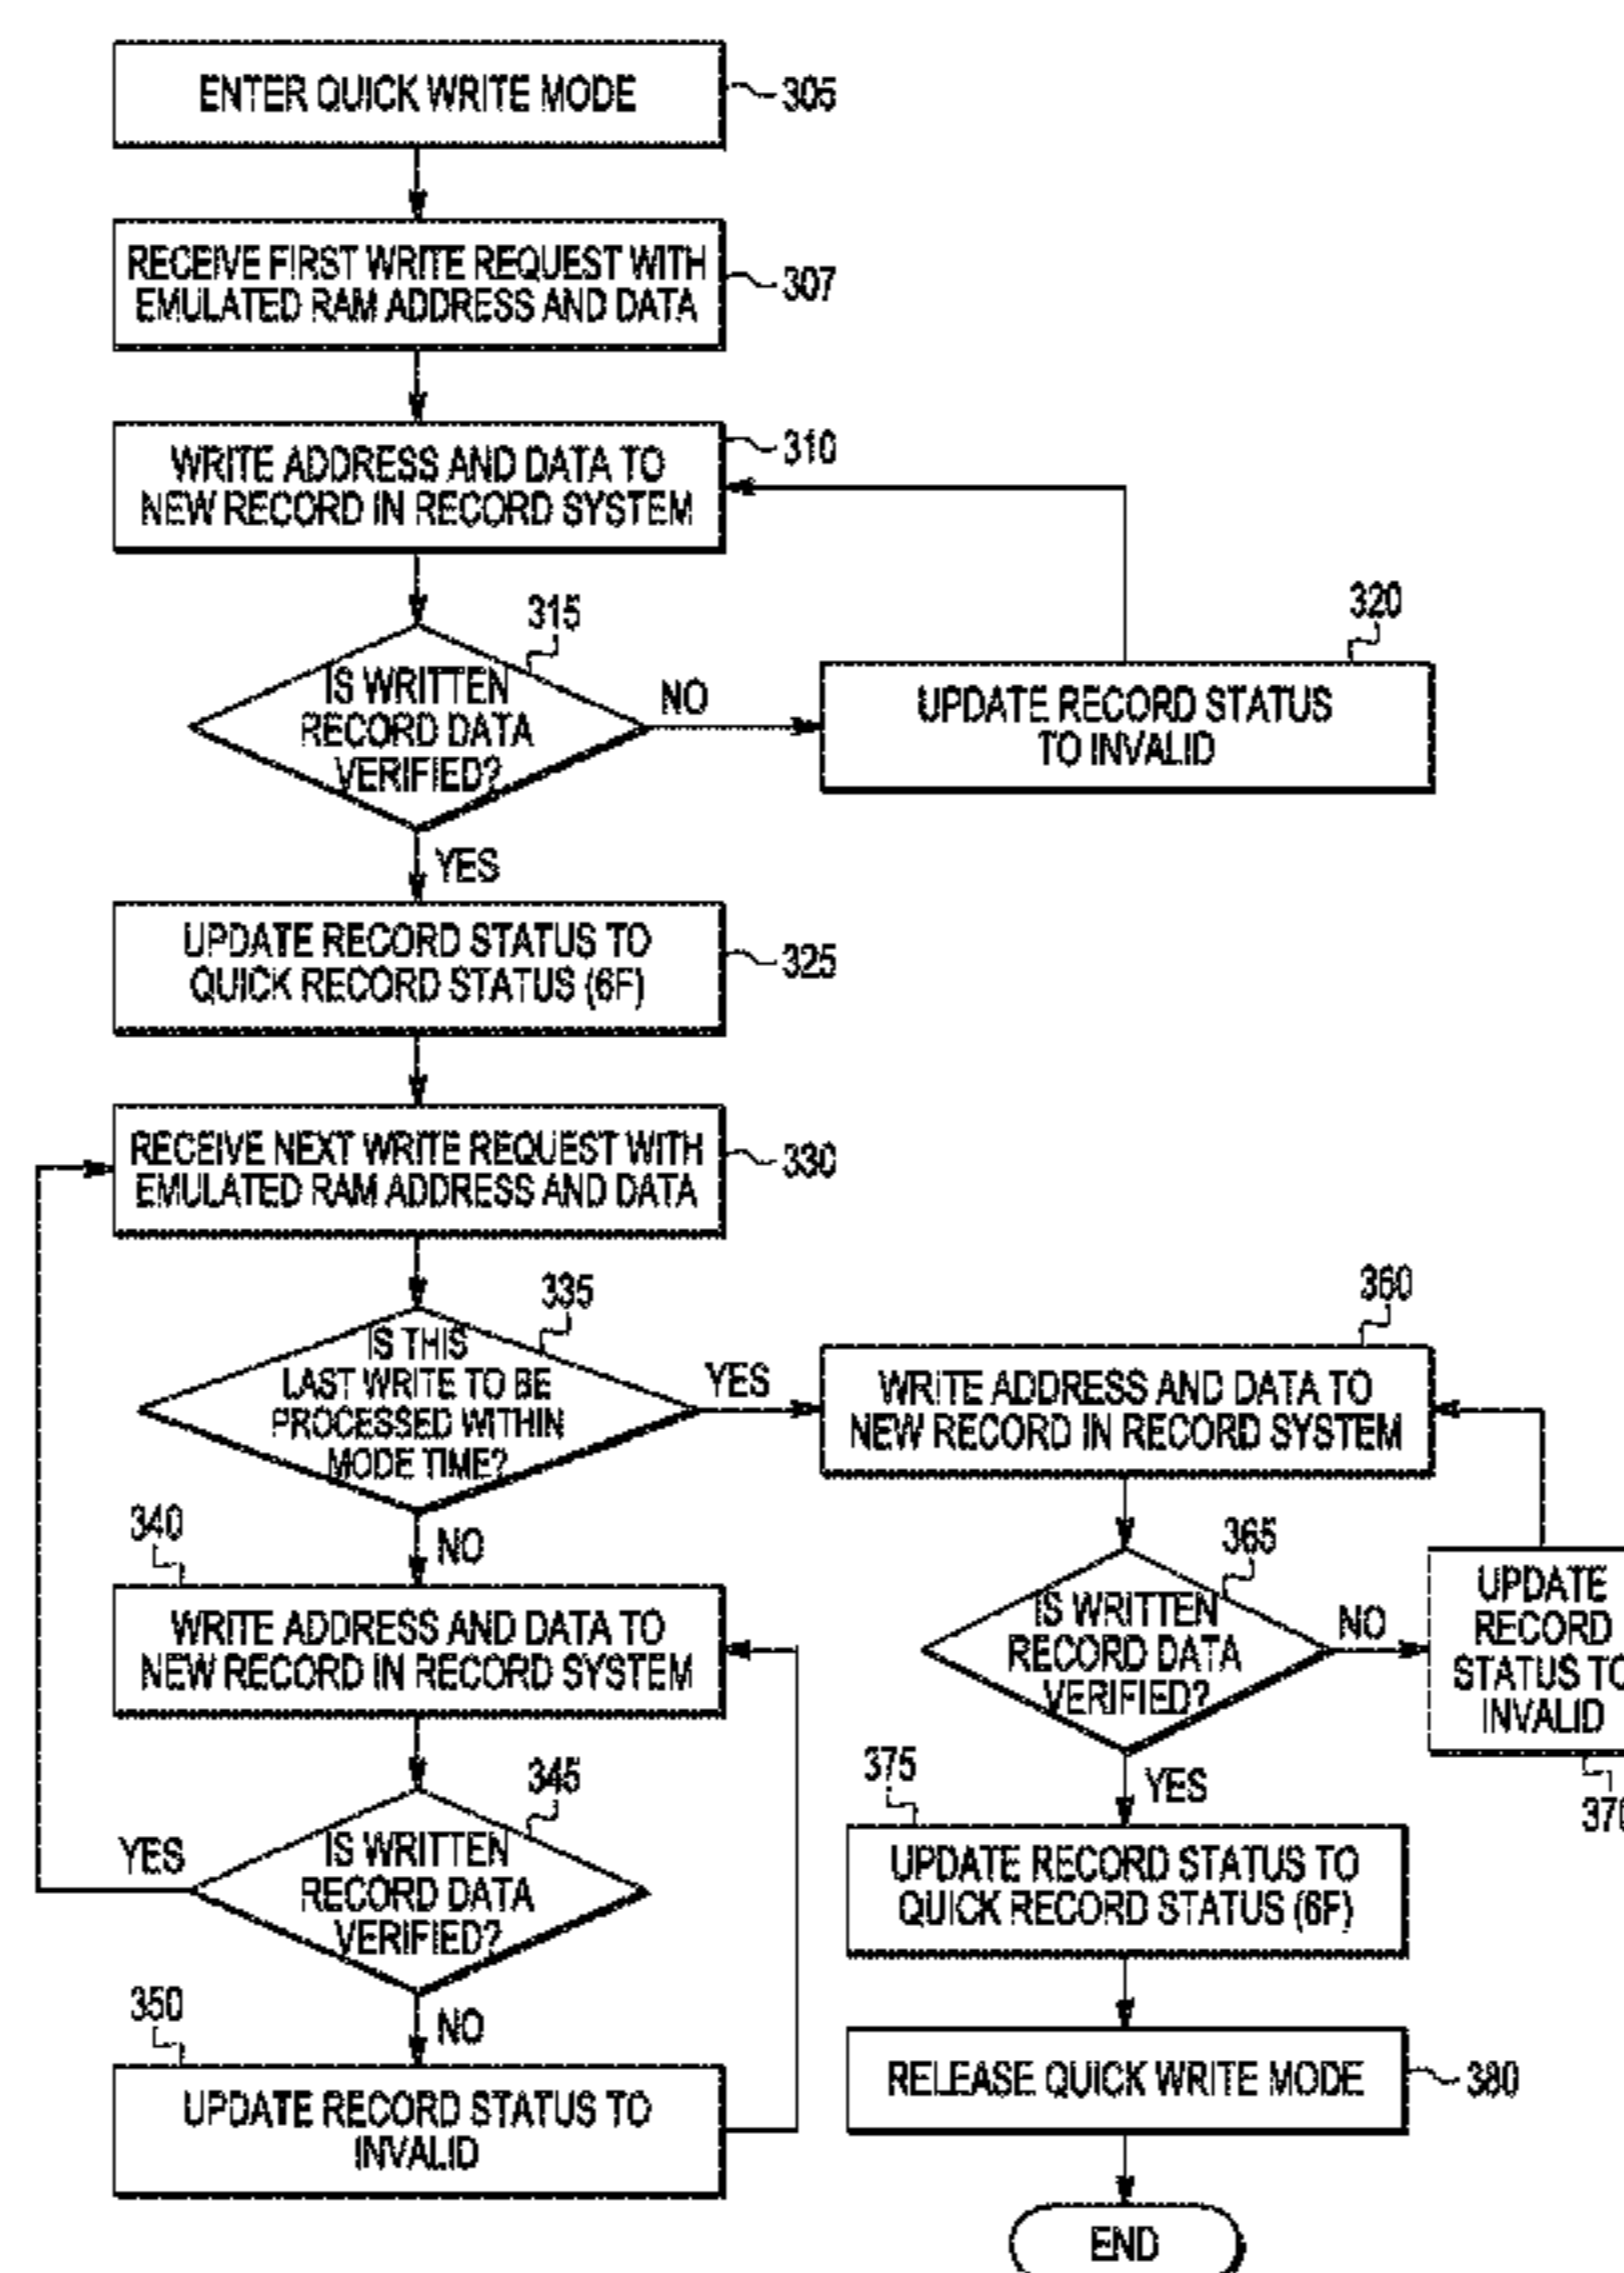 ENTER QUICK WRITE MODE
305
RECEIVE FIRST WRITE REQUEST WITH
EMULATED RAM ADDRESS AND DATA
307
WRITE ADDRESS AND DATA TO
NEW RECORD IN RECORD SYSTEM
310
315
IS WRITTEN
RECORD DATA
VERIFIED?
NO
320
UPDATE RECORD STATUS
TO INVALID
YES
UPDATE RECORD STATUS TO
QUICK RECORD STATUS (6F)
325
RECEIVE NEXT WRITE REQUEST WITH
EMULATED RAM ADDRESS AND DATA
330
335
IS THIS
LAST WRITE TO BE
PROCESSED WITHIN
MODE TIME?
YES
NO
340
WRITE ADDRESS AND DATA TO
NEW RECORD IN RECORD SYSTEM
345
IS WRITTEN
RECORD DATA
VERIFIED?
YES
NO
350
UPDATE RECORD STATUS TO
INVALID
360
WRITE ADDRESS AND DATA TO
NEW RECORD IN RECORD SYSTEM
365
IS WRITTEN
RECORD DATA
VERIFIED?
NO
UPDATE
RECORD
STATUS TO
INVALID
370
YES
375
UPDATE RECORD STATUS TO
QUICK RECORD STATUS (6F)
RELEASE QUICK WRITE MODE
380
END